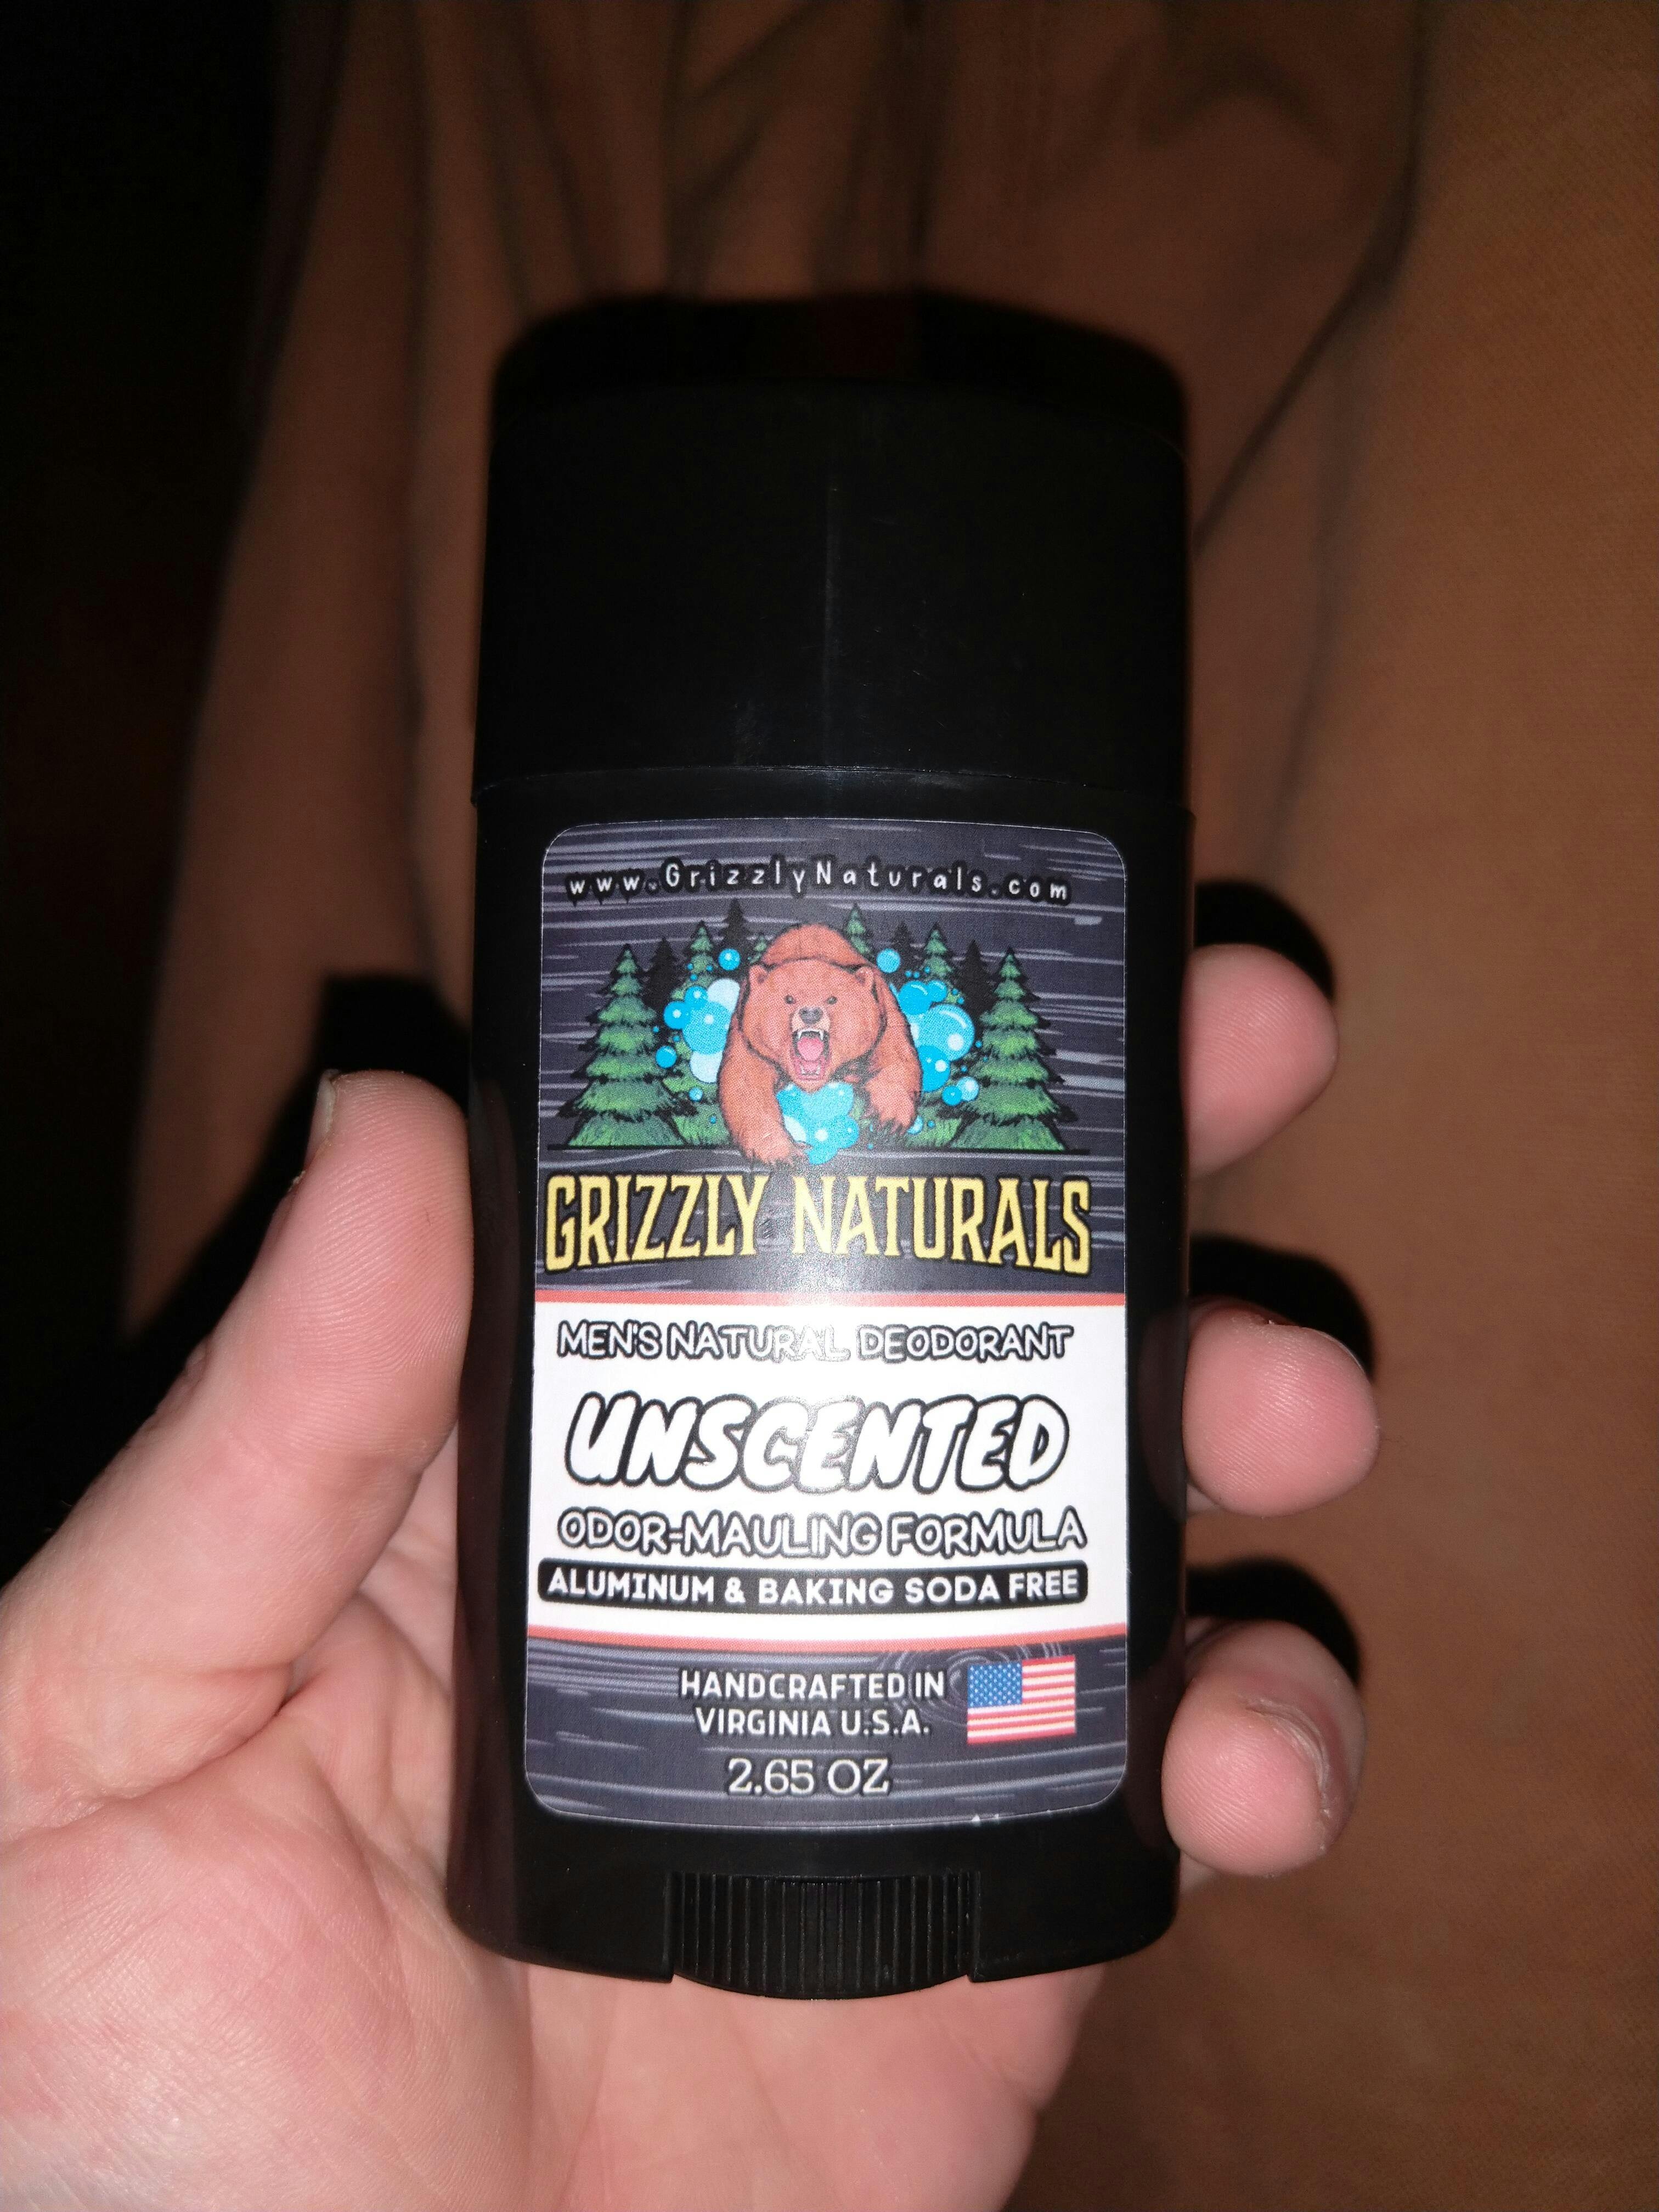 www.GrizzlyNaturals.com
GRIZZLY NATURALS
MEN'S NATURAL DEODORANT
UNSCENTED
ODOR-MAULING FORMULA
ALUMINUM & BAKING SODA FREE
HANDCRAFTED IN
VIRGINIA U.S.A.
2.65 OZ